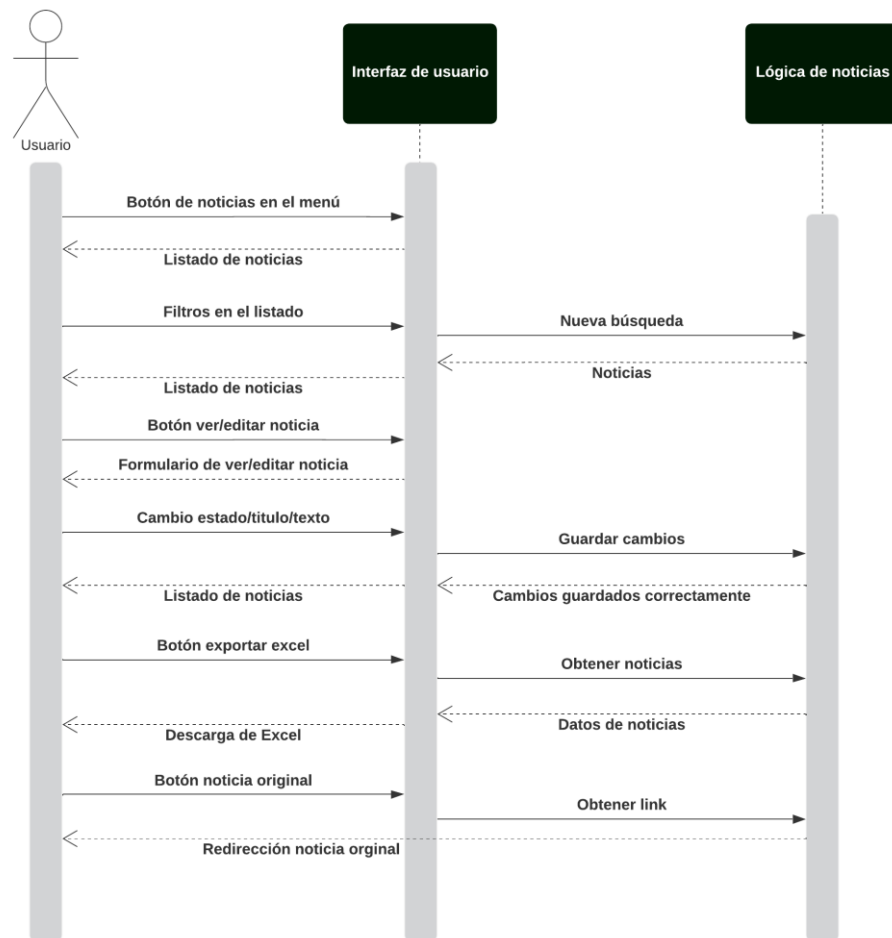 Interfaz de usuario
Lógica de noticias
Usuario
Botón de noticias en el menú
Listado de noticias
Filtros en el listado
Nueva búsqueda
Noticias
Listado de noticias
Botón ver/editar noticia
Formulario de ver/editar noticia
Cambio estado/titulo/texto
Guardar cambios
Listado de noticias
Cambios guardados correctamente
Botón exportar excel
Obtener noticias
Datos de noticias
Descarga de Excel
Botón noticia original
Obtener link
Redirección noticia orginal